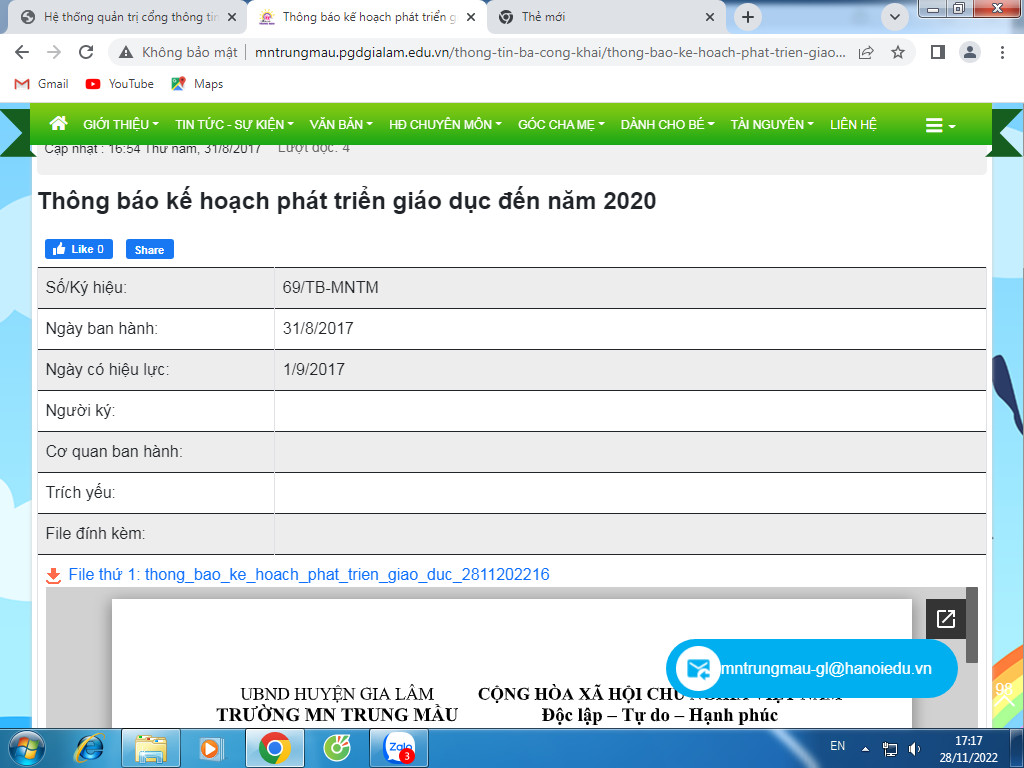 Hệ thống quản trị cổng thông tin
Thông báo kế hoạch phát triển g
Thẻ mới
Không bảo mật
mntrungmau.pgdgialam.edu.vn/thong-tin-ba-cong-khai/thong-bao-ke-hoach-phat-trien-giao...
Gmail
YouTube
Maps
GIỚI THIỆU
TIN TỨC - SỰ KIỆN
VĂN BẢN
HĐ CHUYÊN MÔN
GÓC CHA MẸ
DÀNH CHO BÉ
TÀI NGUYÊN
LIÊN HỆ
Cập nhật : 16:54 Thứ năm, 31/8/2017 Lượt đọc: 4
Thông báo kế hoạch phát triển giáo dục đến năm 2020
Like 0
Share
Số/Ký hiệu: 69/TB-MNTM
Ngày ban hành: 31/8/2017
Ngày có hiệu lực: 1/9/2017
Người ký:
Cơ quan ban hành:
Trích yếu:
File đính kèm:
File thứ 1: thong_bao_ke_hoach_phat_trien_giao_duc_2811202216
mntrungmau-gl@hanoiedu.vn
UBND HUYỆN GIA LÂM
TRƯỜNG MN TRUNG MẦU
CỘNG HÒA XÃ HỘI CHỦ NGHĨA VIỆT NAM
Độc lập – Tự do – Hạnh phúc
98
Zalo
3
EN
17:17
28/11/2022